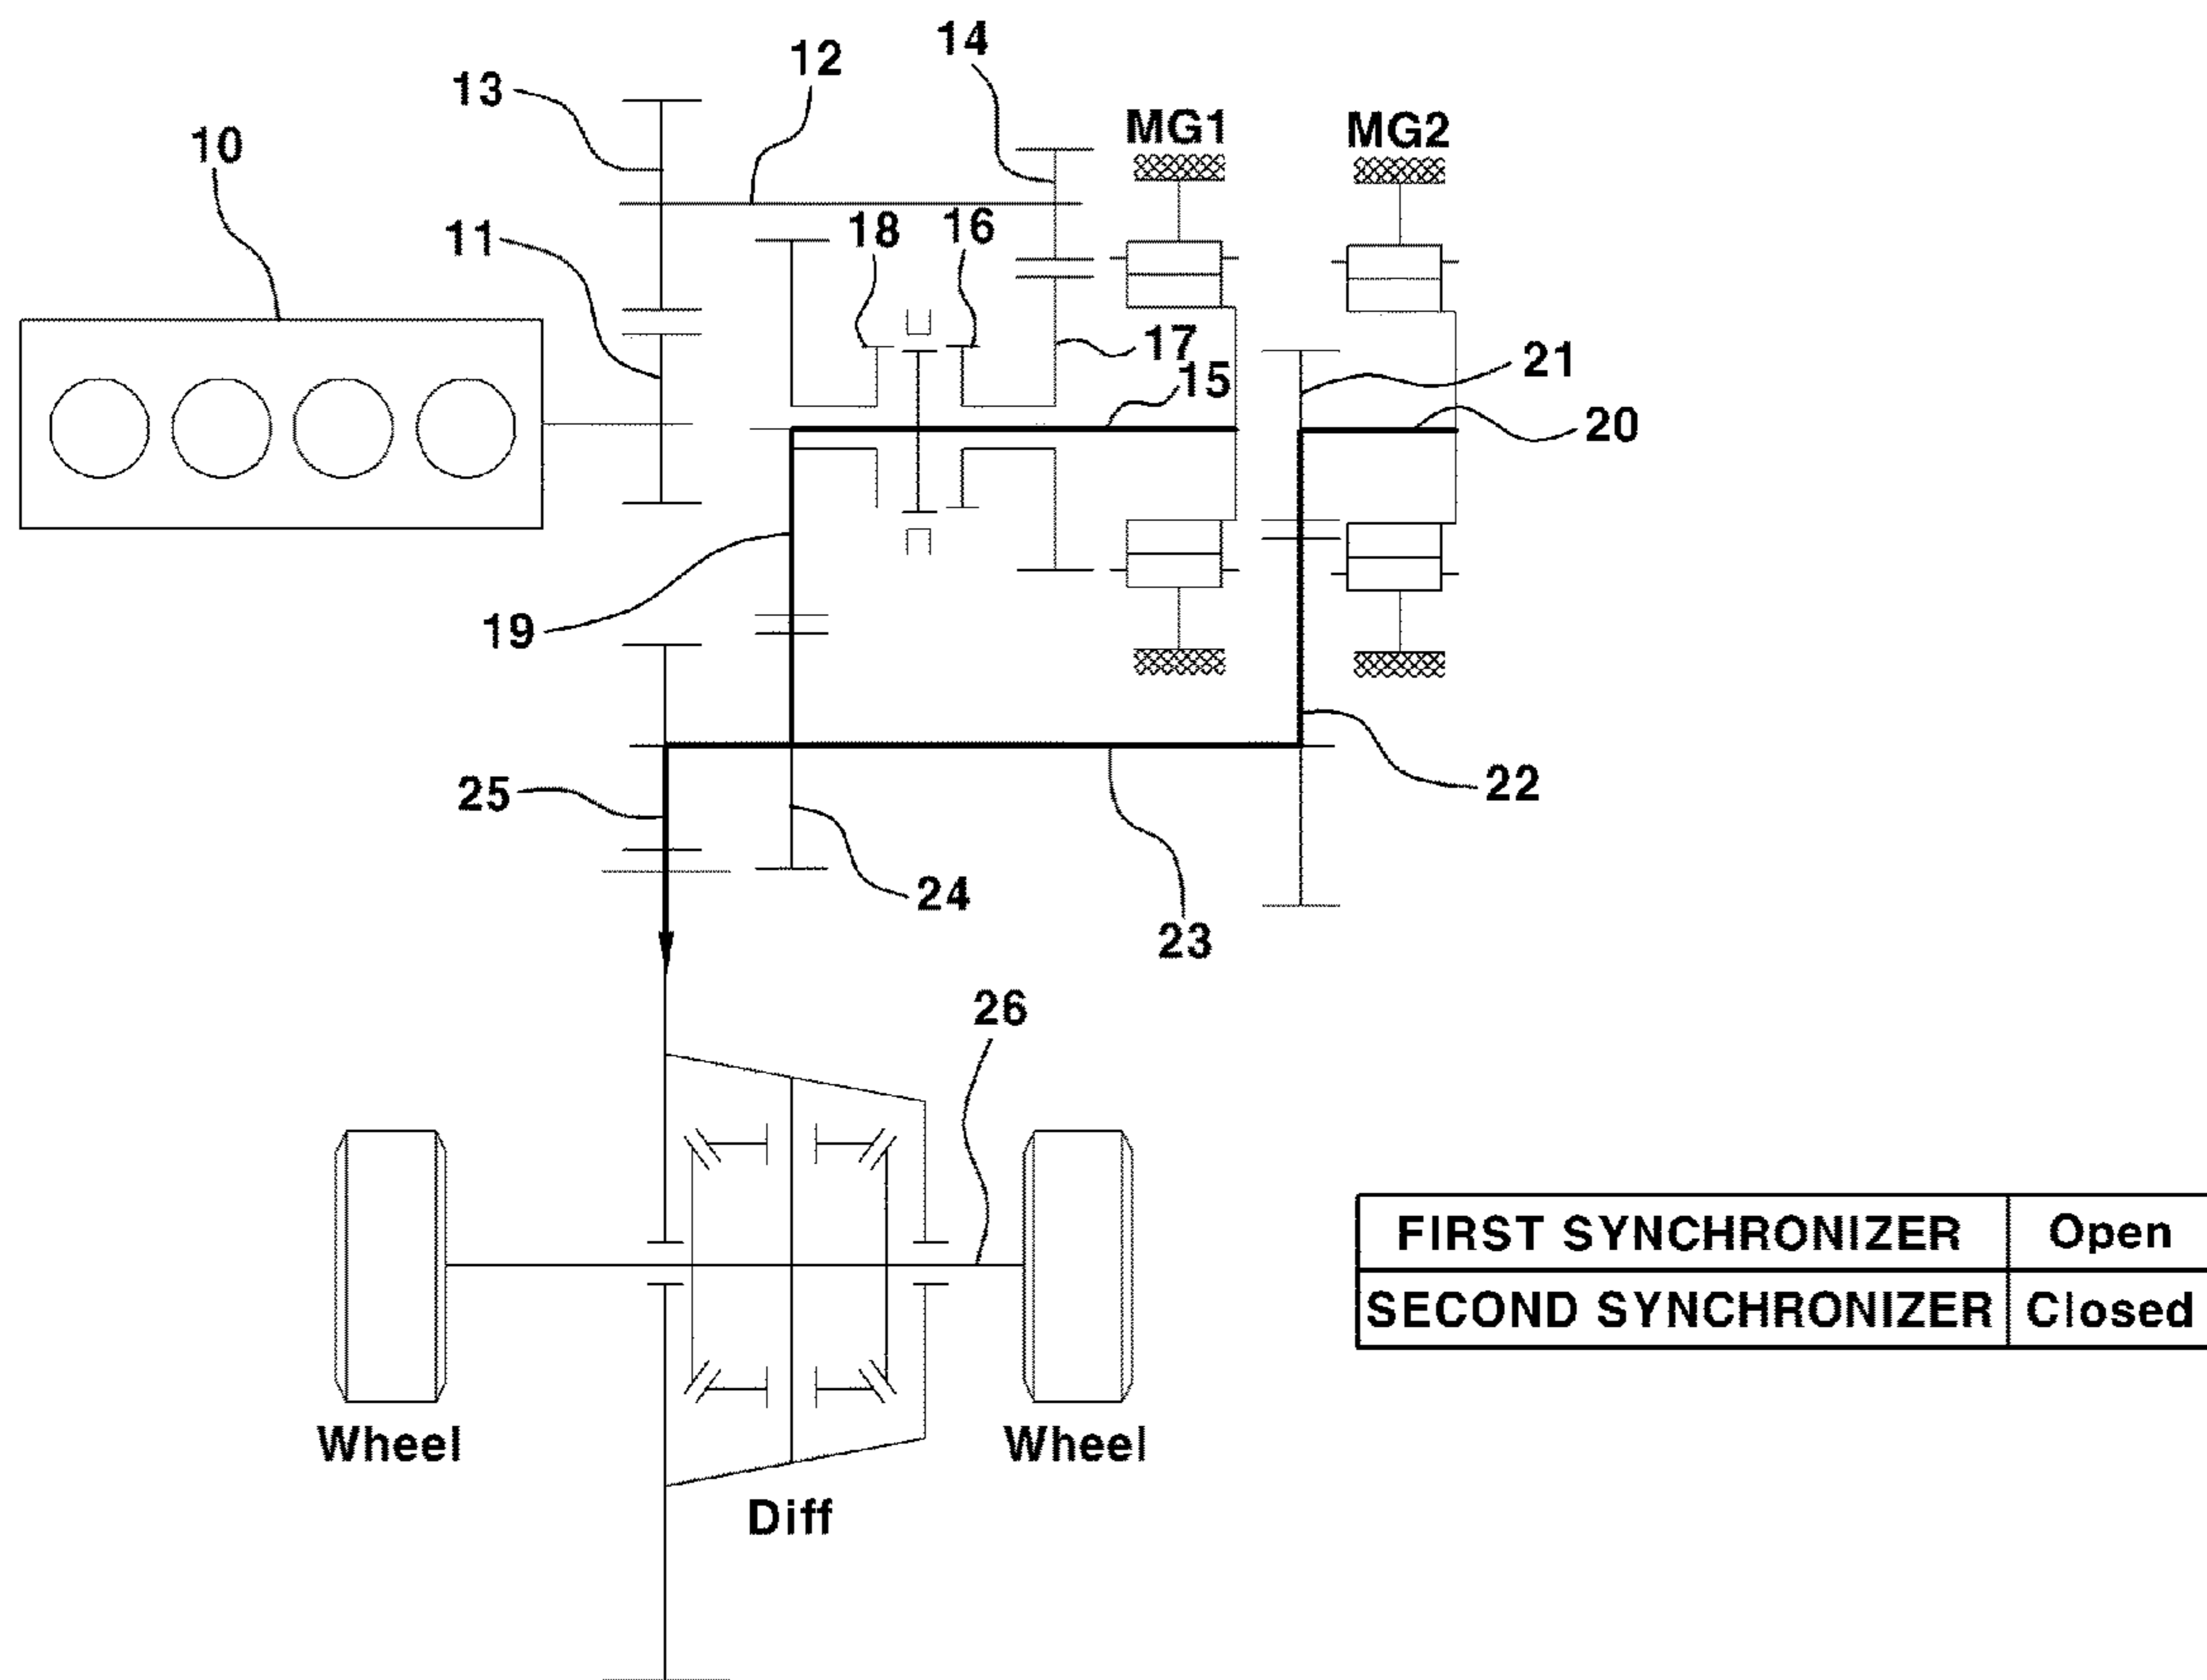 14
12
13
MG1
MG2
10
18
16
11
17
21
15
20
19
25
22
24
23
26
FIRST SYNCHRONIZER Open
SECOND SYNCHRONIZER Closed
Wheel
Wheel
Diff